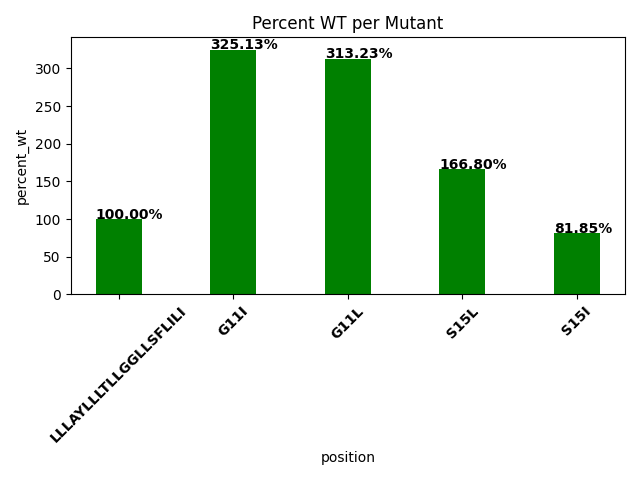 Percent WT per Mutant
percent_wt
300
250
200
150
100
50
0
100.00%
325.13%
313.23%
166.80%
81.85%
LLLAYLLLTLLGGLLSFLILI
G11I
G11L
S15L
S15I
position